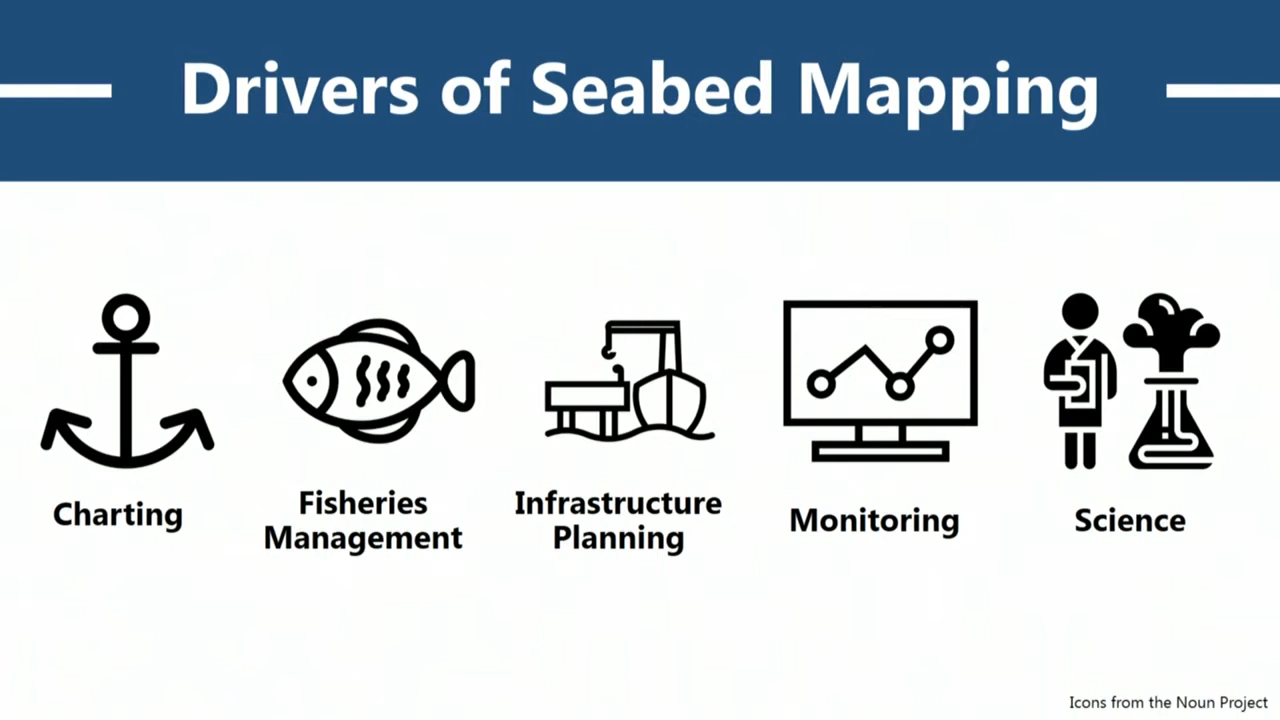 Drivers of Seabed Mapping
Charting
Fisheries
Management
Infrastructure
Planning
Monitoring
Science
Icons from the Noun Project